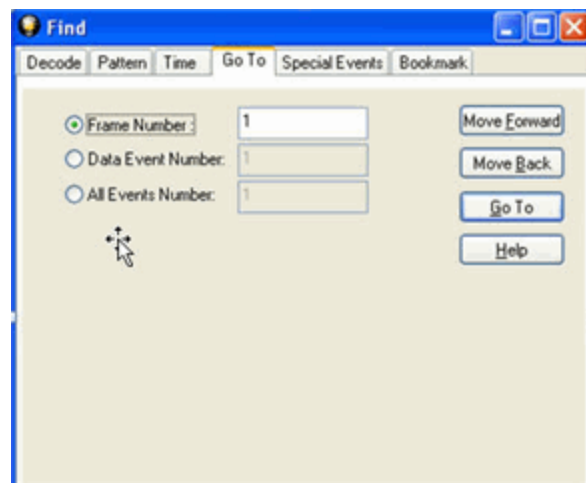 Find
Decode Pattern Time Go To Special Events Bookmark
Frame Number : 1 Move Forward
Data Event Number: 1 Move Back
All Events Number: 1 Go To
Help